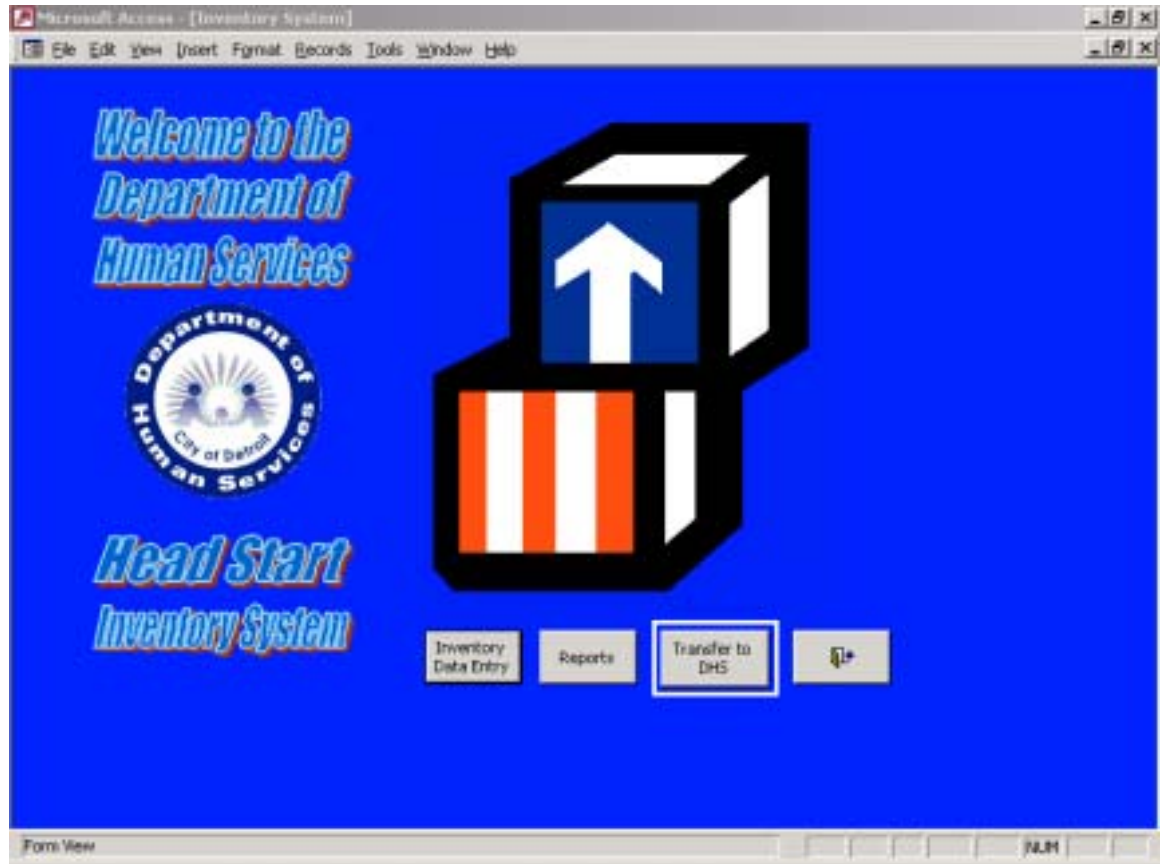 Microsoft Access - [Inventory System]
File Edit View Insert Format Records Tools Window Help
Welcome to the
Department of
Human Services
Department of
Human Services
City of Detroit
Head Start
Inventory System
Inventory
Data Entry
Reports
Transfer to
DHS
Form View
NUM